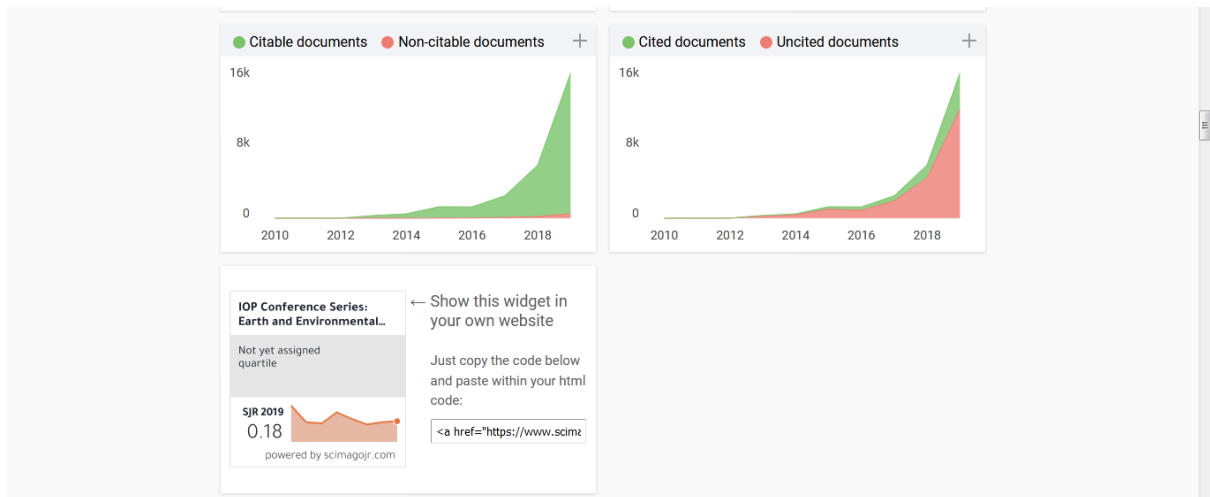 Citable documents Non-citable documents +
16k
8k
0
2010 2012 2014 2016 2018
Cited documents Uncited documents +
16k
8k
0
2010 2012 2014 2016 2018
IOP Conference Series:
Earth and Environmental...
Not yet assigned
quartile
SJR 2019
0.18
powered by scimagojr.com
← Show this widget in
your own website
Just copy the code below
and paste within your html
code:
<a href="https://www.scima